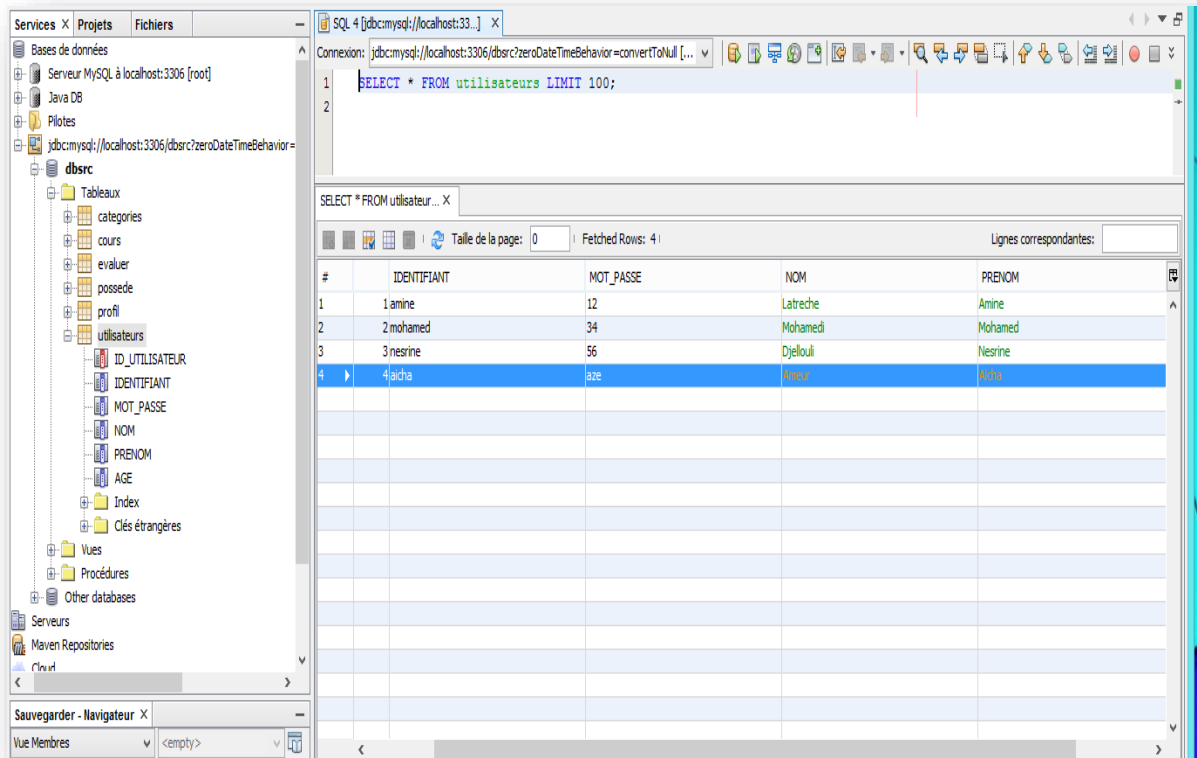 Services X Projets Fichiers
Bases de données
Serveur MySQL à localhost:3306 [root]
Java DB
Pilotes
jdbc:mysql://localhost:3306/dbsrc?zeroDateTimeBehavior=
dbsrc
Tableaux
categories
cours
evaluer
possede
profil
utilisateurs
ID_UTILISATEUR
IDENTIFIANT
MOT_PASSE
NOM
PRENOM
AGE
Index
Clés étrangères
Vues
Procédures
Other databases
Serveurs
Maven Repositories
Cloud
Sauvegarder - Navigateur X
Vue Membres <empty>
SQL 4 [jdbc:mysql://localhost:33...] X
Connexion: jdbc:mysql://localhost:3306/dbsrc?zeroDateTimeBehavior=convertToNull [...
1 SELECT * FROM utilisateurs LIMIT 100;
2
SELECT * FROM utilisateur... X
Taille de la page: 0 Fetched Rows: 4 Lignes correspondantes:
# IDENTIFIANT MOT_PASSE NOM PRENOM
1 1 amine 12 Latreche Amine
2 2 mohamed 34 Mohamedi Mohamed
3 3 nesrine 56 Djellouli Nesrine
4 4 aicha aze Ameur Aicha